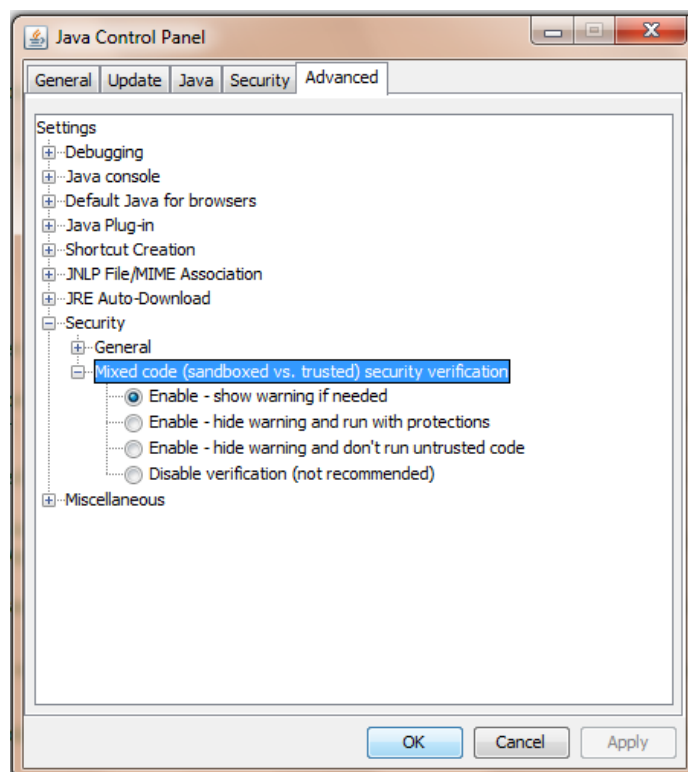 Java Control Panel
General Update Java Security Advanced
Settings
Debugging
Java console
Default Java for browsers
Java Plug-in
Shortcut Creation
JNLP File/MIME Association
JRE Auto-Download
Security
General
Mixed code (sandboxed vs. trusted) security verification
Enable - show warning if needed
Enable - hide warning and run with protections
Enable - hide warning and don't run untrusted code
Disable verification (not recommended)
Miscellaneous
OK Cancel Apply